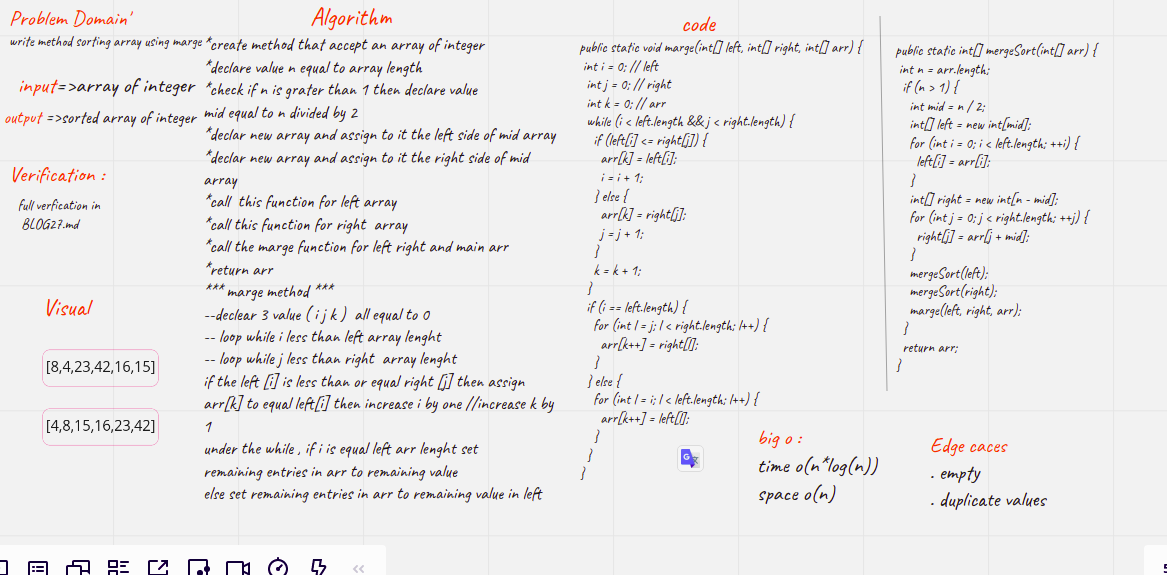 Problem Domain'
write method sorting array using marge
input=>array of integer
output =>sorted array of integer
Verification :
full verfication in
BLOG27.md
Visual
[8,4,23,42,16,15]
[4,8,15,16,23,42]
Algorithm
*create method that accept an array of integer
*declare value n equal to array length
*check if n is grater than 1 then declare value
mid equal to n divided by 2
*declar new array and assign to it the left side of mid array
*declar new array and assign to it the right side of mid
array
*call this function for left array
*call this function for right array
*call the marge function for left right and main arr
*return arr
*** marge method ***
--declear 3 value ( i j k ) all equal to 0
-- loop while i less than left array lenght
-- loop while j less than right array lenght
if the left [i] is less than or equal right [j] then assign
arr[k] to equal left[i] then increase i by one //increase k by
1
under the while , if i is equal left arr lenght set
remaining entries in arr to remaining value
else set remaining entries in arr to remaining value in left
code
public static void marge(int[] left, int[] right, int[] arr) {
int i = 0; // left
int j = 0; // right
int k = 0; // arr
while (i < left.length && j < right.length) {
if (left[i] <= right[j]) {
arr[k] = left[i];
i = i + 1;
} else {
arr[k] = right[j];
j = j + 1;
}
k = k + 1;
}
if (i == left.length) {
for (int l = j; l < right.length; l++) {
arr[k++] = right[l];
}
} else {
for (int l = i; l < left.length; l++) {
arr[k++] = left[l];
}
}
}
public static int[] mergeSort(int[] arr) {
int n = arr.length;
if (n > 1) {
int mid = n / 2;
int[] left = new int[mid];
for (int i = 0; i < left.length; ++i) {
left[i] = arr[i];
}
int[] right = new int[n - mid];
for (int j = 0; j < right.length; ++j) {
right[j] = arr[j + mid];
}
mergeSort(left);
mergeSort(right);
marge(left, right, arr);
}
return arr;
}
big o :
time o(n*log(n))
space o(n)
Edge caces
. empty
. duplicate values